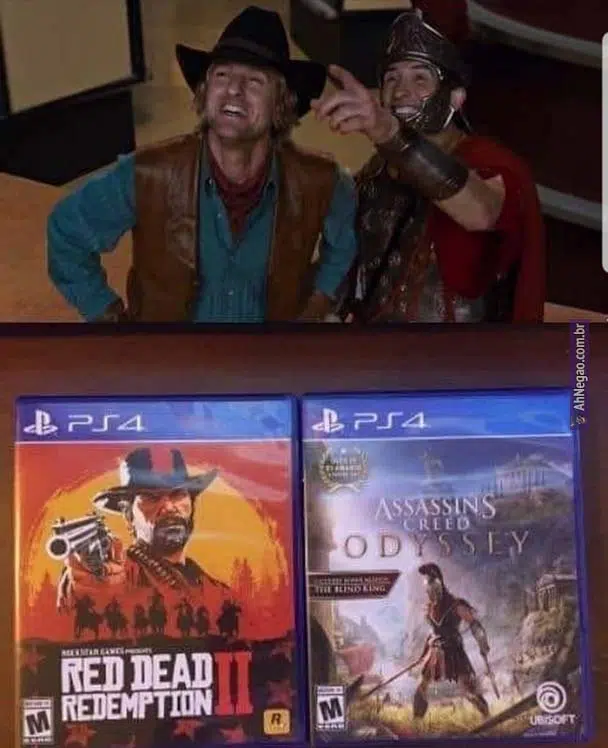 AhNegao.com.br
PS4
ROCKSTAR GAMES PRESENTS
RED DEAD
REDEMPTION II
M
R
PS4
ASSASSIN'S
CREED
ODYSSEY
THE BLIND KING
M
UBISOFT